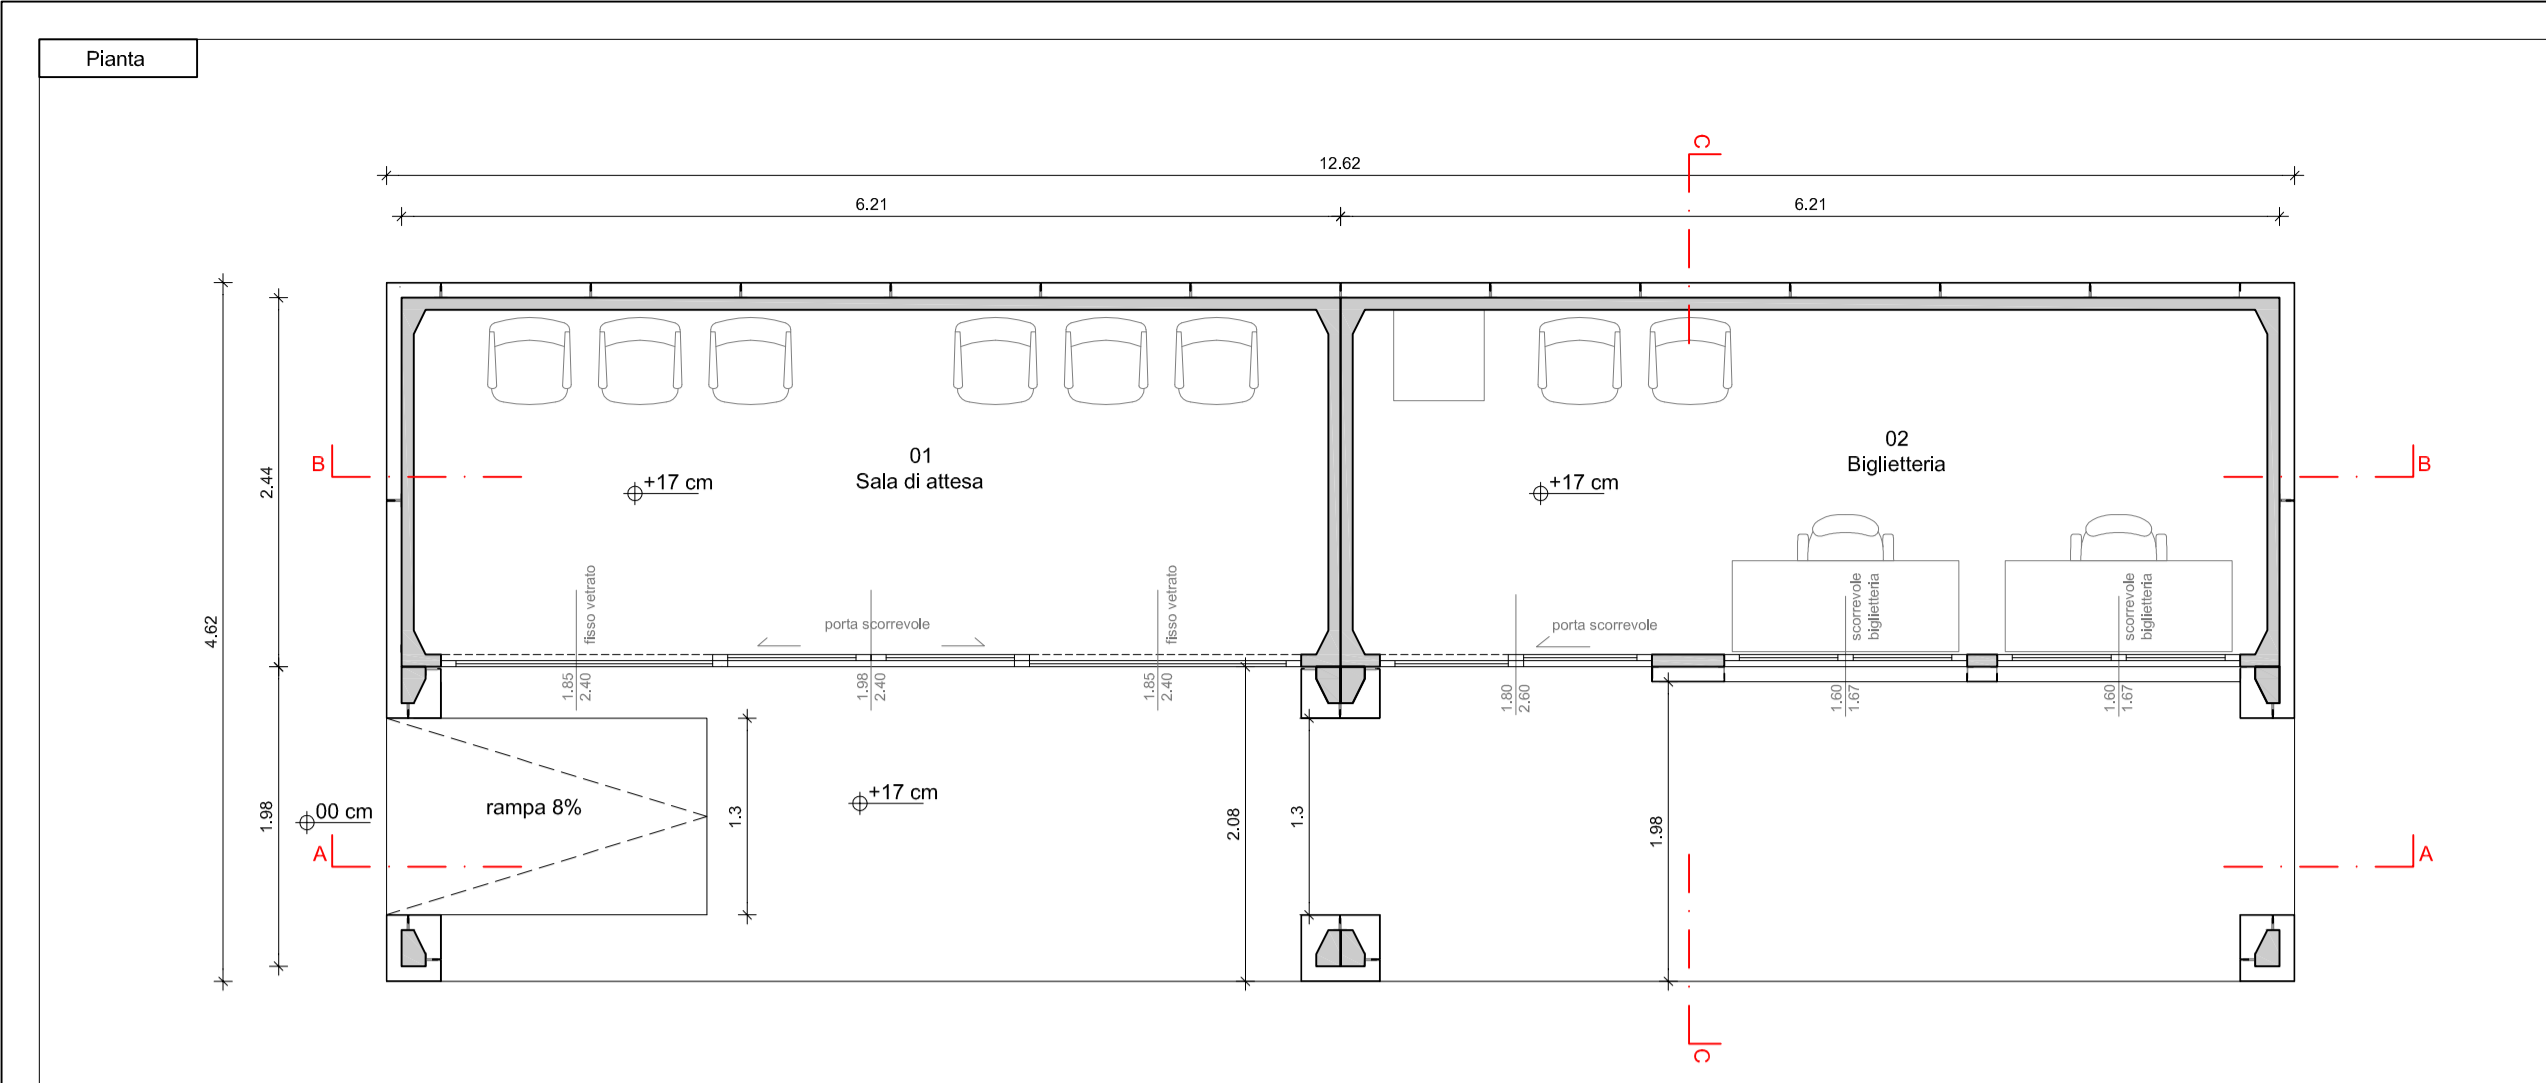 Pianta
C
12.62
6.21
6.21
01
Sala di attesa
02
Biglietteria
B
B
+17 cm
+17 cm
2.44
4.62
fisso vetrato
porta scorrevole
fisso vetrato
porta scorrevole
scorrevole
biglietteria
scorrevole
biglietteria
1.85
2.40
1.98
2.40
1.85
2.40
1.80
2.60
1.60
1.67
1.60
1.67
+17 cm
rampa 8%
00 cm
1.98
1.3
2.08
1.3
1.98
A
A
C